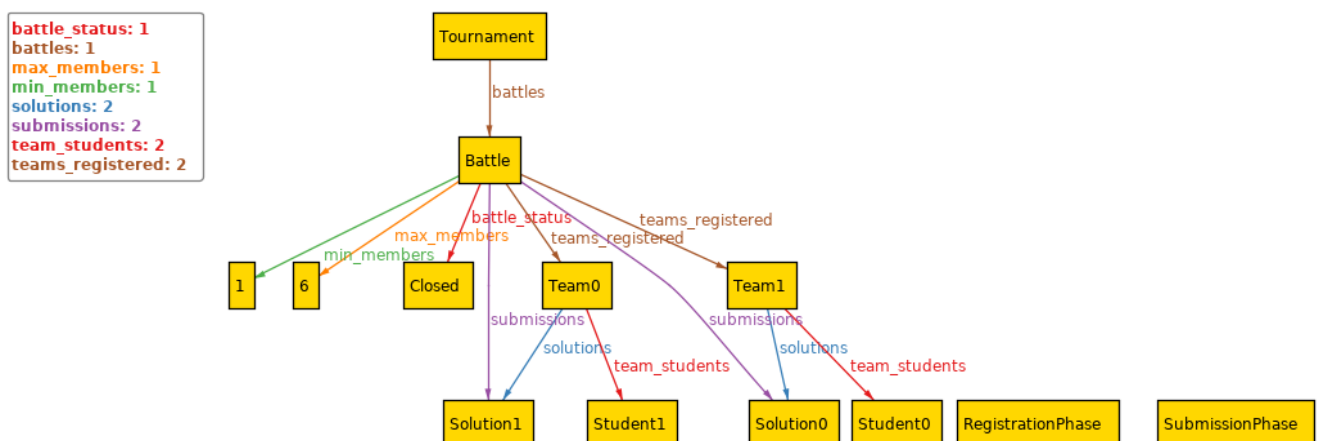 battle_status: 1
battles: 1
max_members: 1
min_members: 1
solutions: 2
submissions: 2
team_students: 2
teams_registered: 2
Tournament
battles
Battle
battle_status
teams_registered
max_members
teams_registered
min_members
1
6
Closed
Team0
Team1
submissions
submissions
solutions
solutions
team_students
team_students
Solution1
Student1
Solution0
Student0
RegistrationPhase
SubmissionPhase